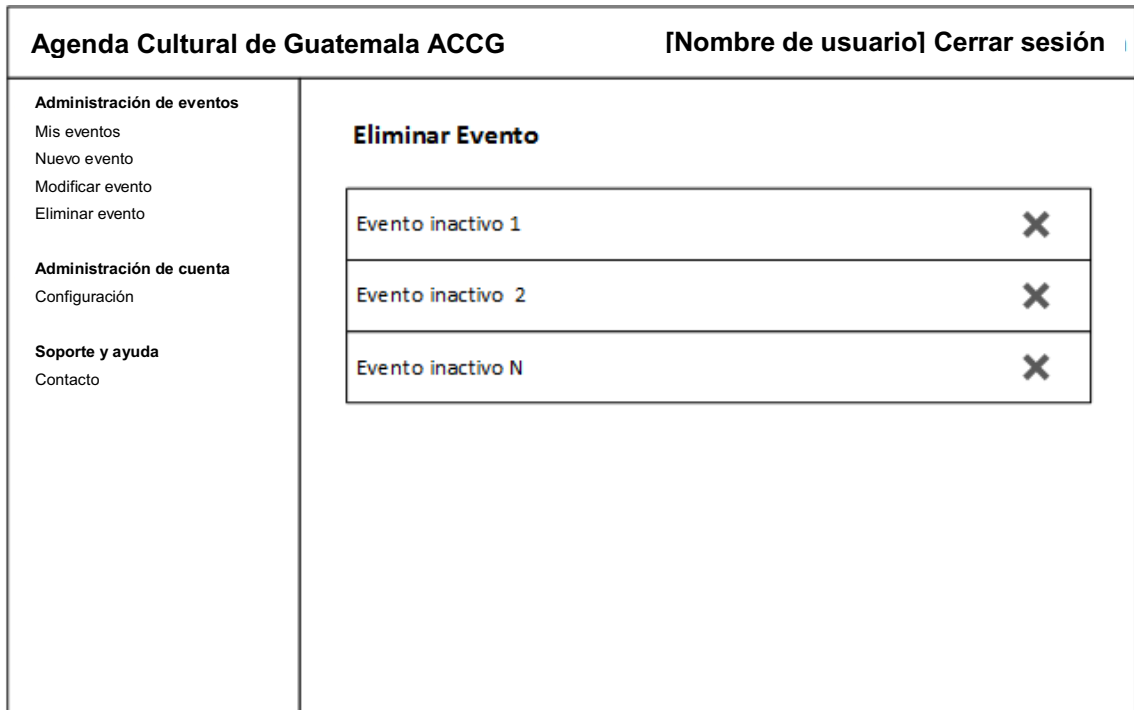 Agenda Cultural de Guatemala ACCG
[Nombre de usuario] Cerrar sesión
Administración de eventos
Mis eventos
Nuevo evento
Modificar evento
Eliminar evento
Administración de cuenta
Configuración
Soporte y ayuda
Contacto
Eliminar Evento
Evento inactivo 1
Evento inactivo 2
Evento inactivo N